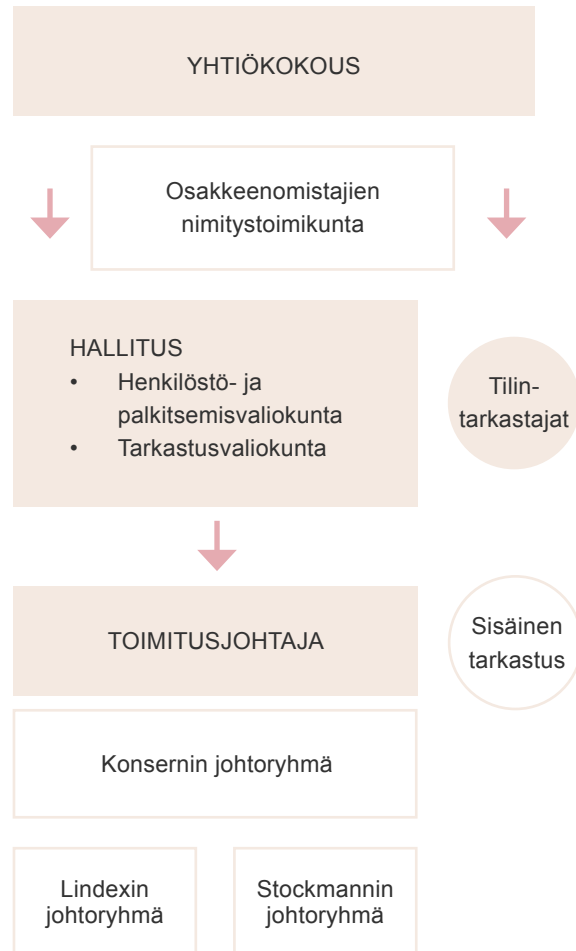 YHTIÖKOKOUS
Osakkeenomistajien
nimitystoimikunta
HALLITUS
• Henkilöstö- ja
palkitsemisvaliokunta
• Tarkastusvaliokunta
Tilin-
tarkastajat
TOIMITUSJOHTAJA
Sisäinen
tarkastus
Konsernin johtoryhmä
Lindexin
johtoryhmä
Stockmannin
johtoryhmä